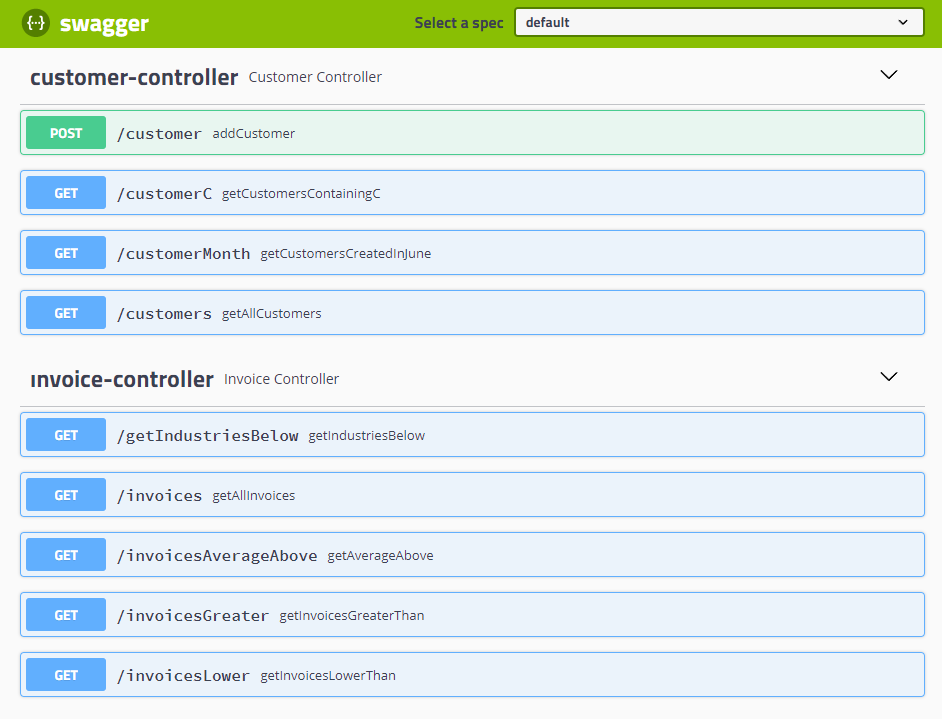 {···} swagger Select a spec default
customer-controller Customer Controller
POST /customer addCustomer
GET /customerC getCustomersContainingC
GET /customerMonth getCustomersCreatedInJune
GET /customers getAllCustomers
invoice-controller Invoice Controller
GET /getIndustriesBelow getIndustriesBelow
GET /invoices getAllInvoices
GET /invoicesAverageAbove getAverageAbove
GET /invoicesGreater getInvoicesGreaterThan
GET /invoicesLower getInvoicesLowerThan